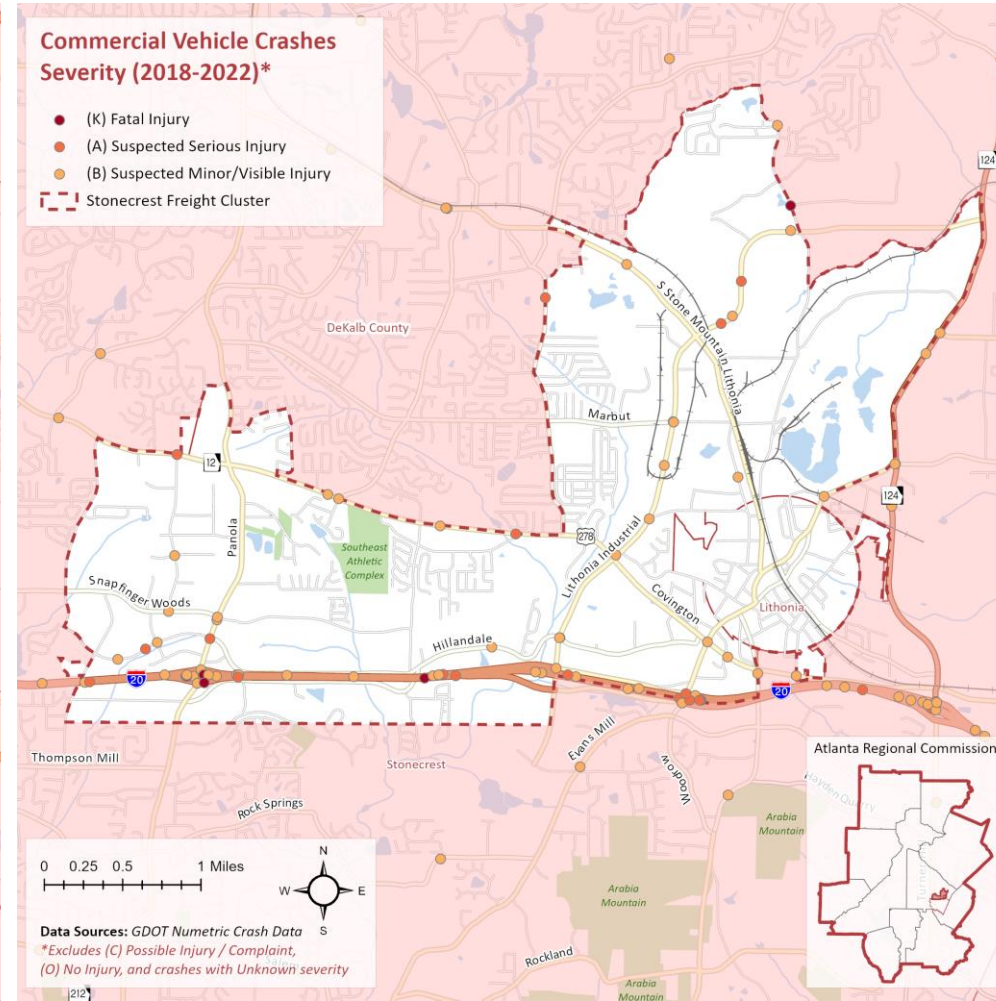 Commercial Vehicle Crashes
Severity (2018-2022)*
(K) Fatal Injury
(A) Suspected Serious Injury
(B) Suspected Minor/Visible Injury
Stonecrest Freight Cluster
124
DeKalb County
S Stone Mountain Lithonia
Marbut
12
124
Panola
278
Southeast
Athletic
Complex
Lithonia Industrial
Snapfinger Woods
Covington
Lithonia
Hillandale
20
20
Thompson Mill
Stonecrest
Evans Mill
Woodrow
Rock Springs
Atlanta Regional Commission
Hayden Quarry
Turner
Arabia
Mountain
Arabia
Mountain
0 0.25 0.5 1 Miles
N
W E
S
Data Sources: GDOT Numetric Crash Data
*Excludes (C) Possible Injury / Complaint,
(O) No Injury, and crashes with Unknown severity
Salem
Rockland
Arabia
Mountain
212